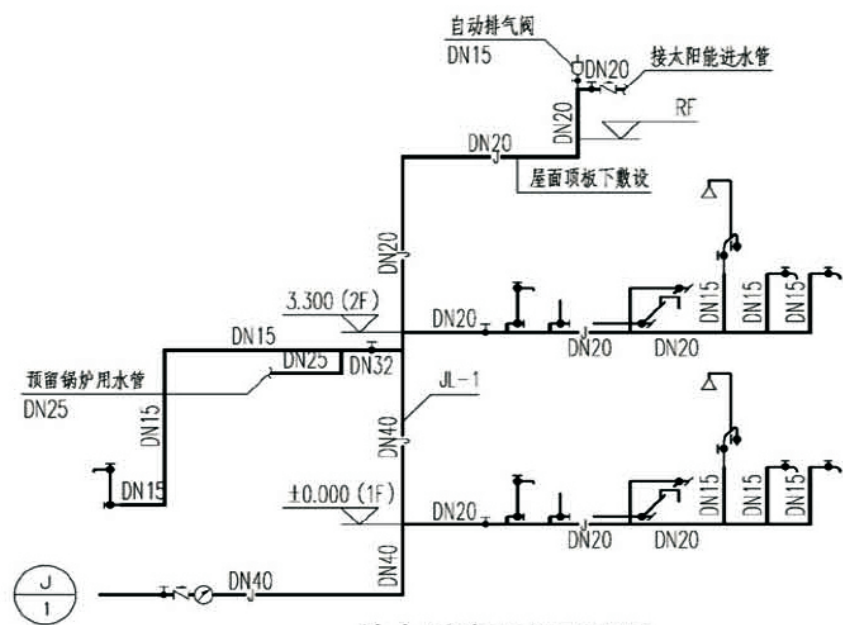 自动排气阀
DN15
DN20
接太阳能进水管
DN20
RF
DN20
J
屋面顶板下敷设
DN20
J
3.300 (2F)
DN20
J
DN20
DN20
DN15
DN15
DN15
DN15
DN25
DN32
预留锅炉用水管
DN25
JL-1
DN15
DN40
J
DN15
±0.000 (1F)
DN20
J
DN20
DN20
DN15
DN15
DN15
J
1
DN40
J
DN40